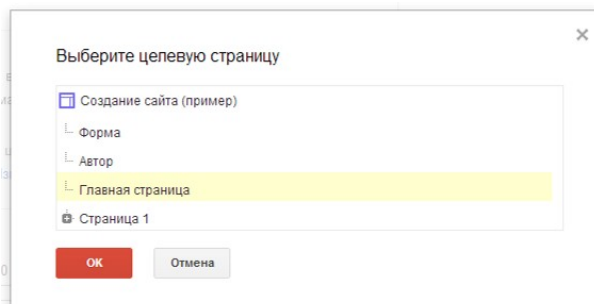 Выберите целевую страницу
Создание сайта (пример)
Форма
Автор
Главная страница
Страница 1
ОК
Отмена